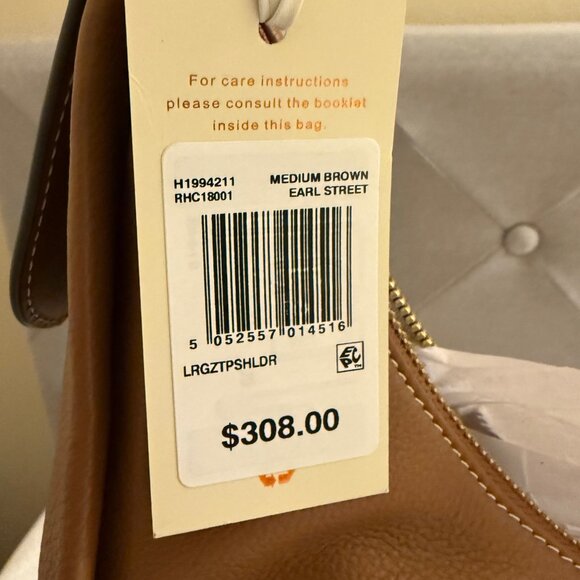 For care instructions
please consult the booklet
inside this bag.
H1994211 MEDIUM BROWN
RHC18001 EARL STREET
5 052557 014516
LRGZTPSHLDR EPC
$308.00